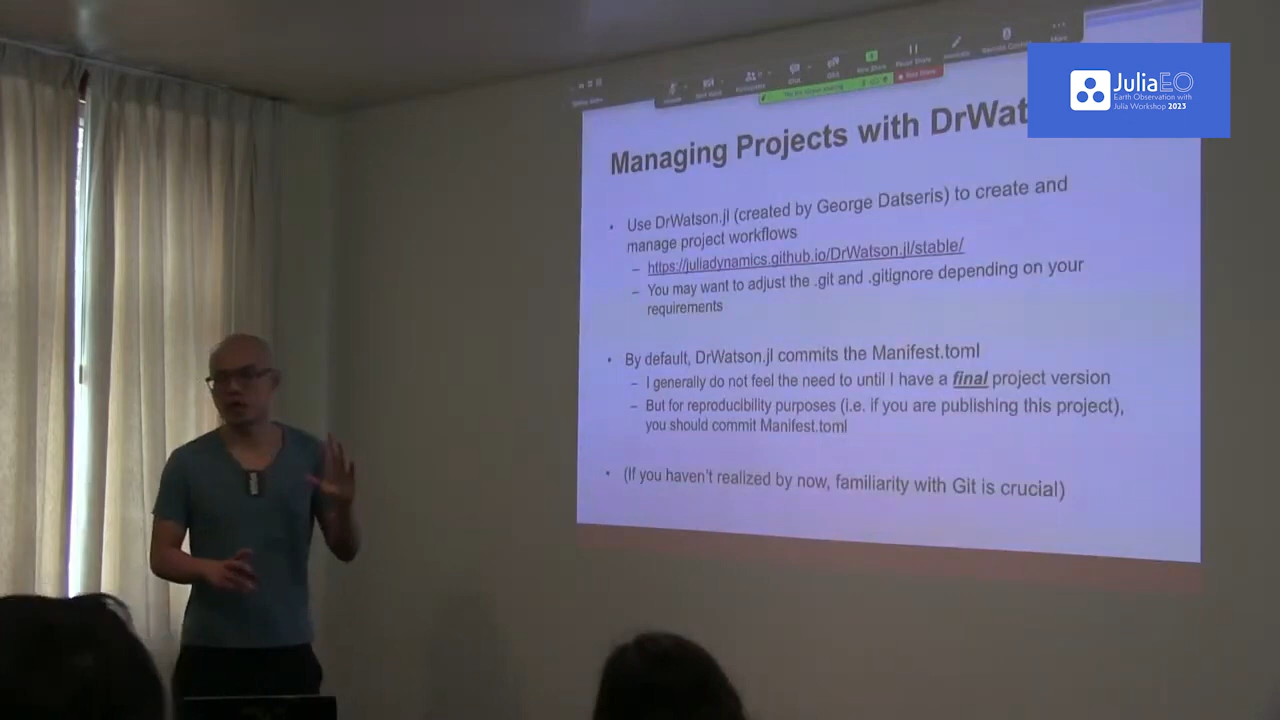 JuliaEO
Earth Observation with
Julia Workshop 2023
Managing Projects with DrWat
• Use DrWatson.jl (created by George Datseris) to create and
manage project workflows
– https://juliadynamics.github.io/DrWatson.jl/stable/
– You may want to adjust the .git and .gitignore depending on your
requirements
• By default, DrWatson.jl commits the Manifest.toml
– I generally do not feel the need to until I have a final project version
– But for reproducibility purposes (i.e. if you are publishing this project),
you should commit Manifest.toml
• (If you haven't realized by now, familiarity with Git is crucial)